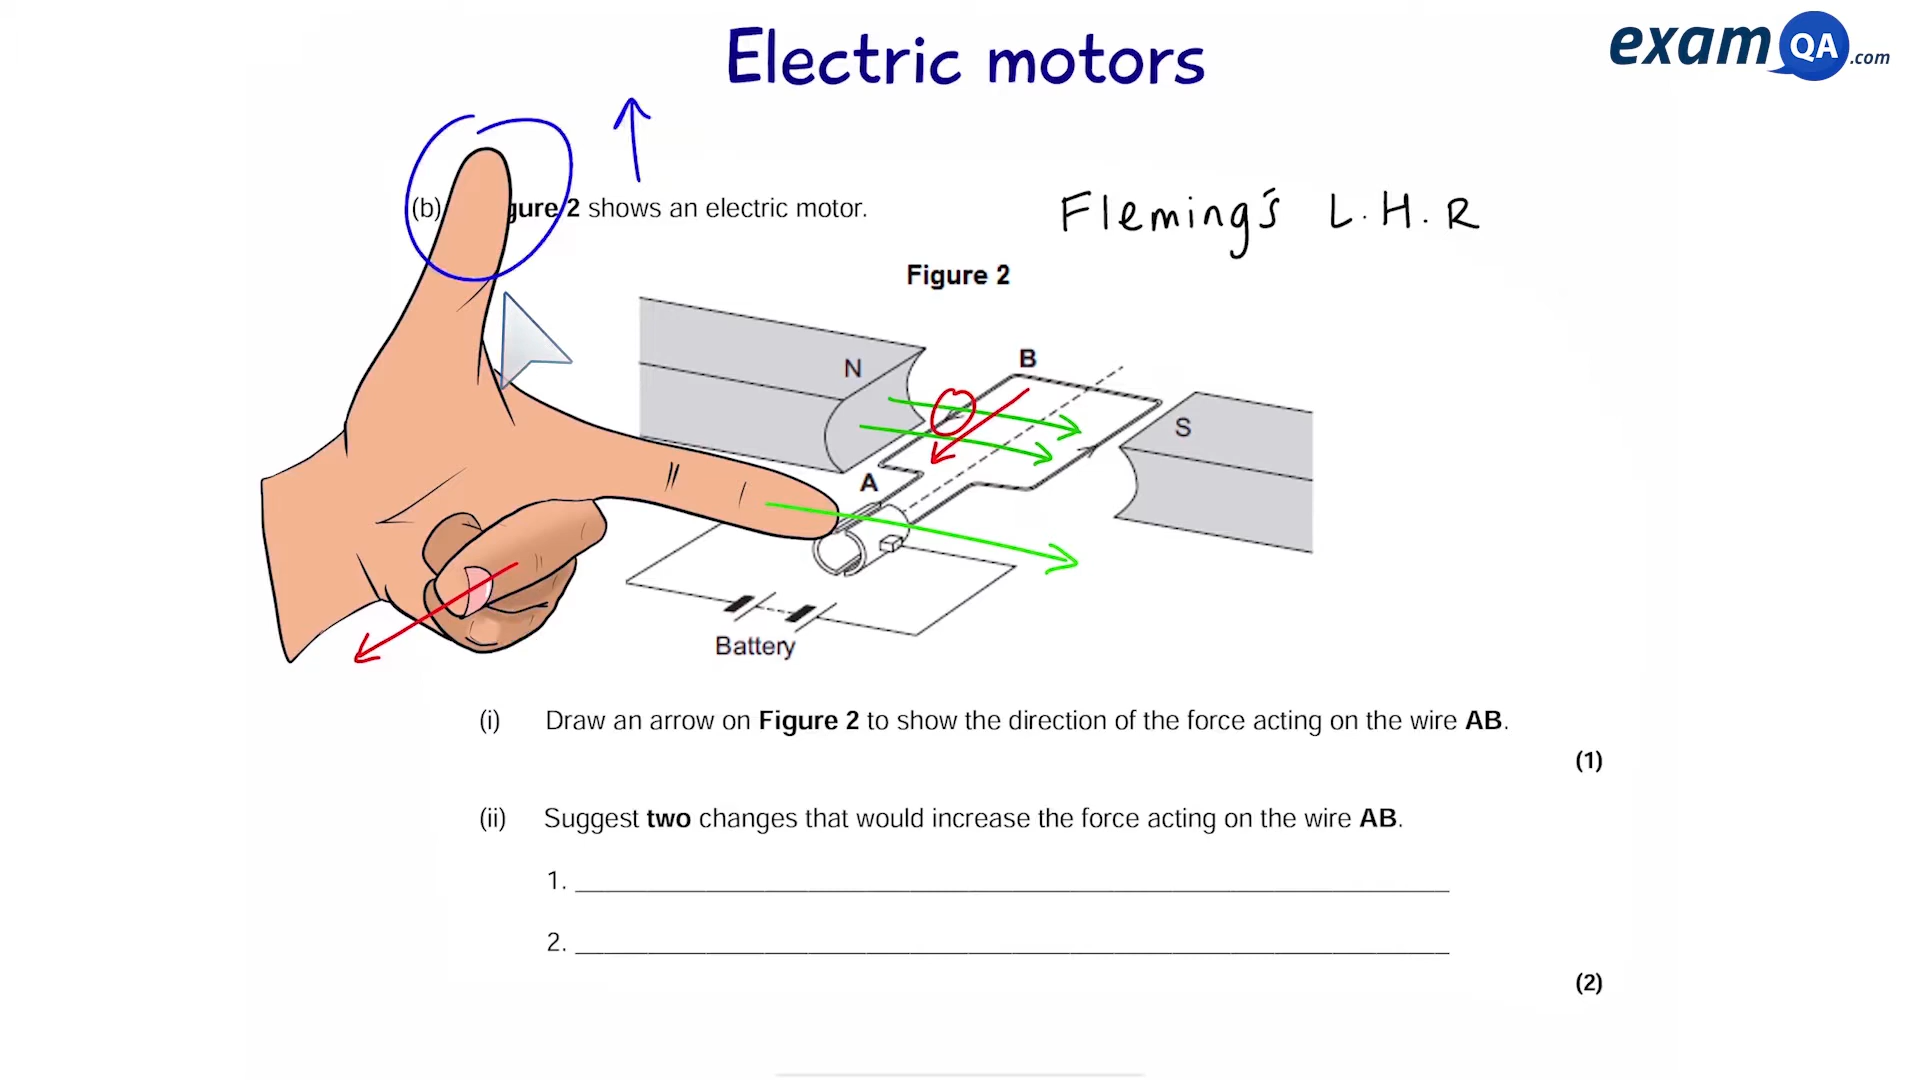 Electric motors
examQA.com
(b) gure 2 shows an electric motor.
Fleming's L.H.R
Figure 2
N
B
S
A
Battery
(i) Draw an arrow on Figure 2 to show the direction of the force acting on the wire AB.
(1)
(ii) Suggest two changes that would increase the force acting on the wire AB.
1.
2.
(2)